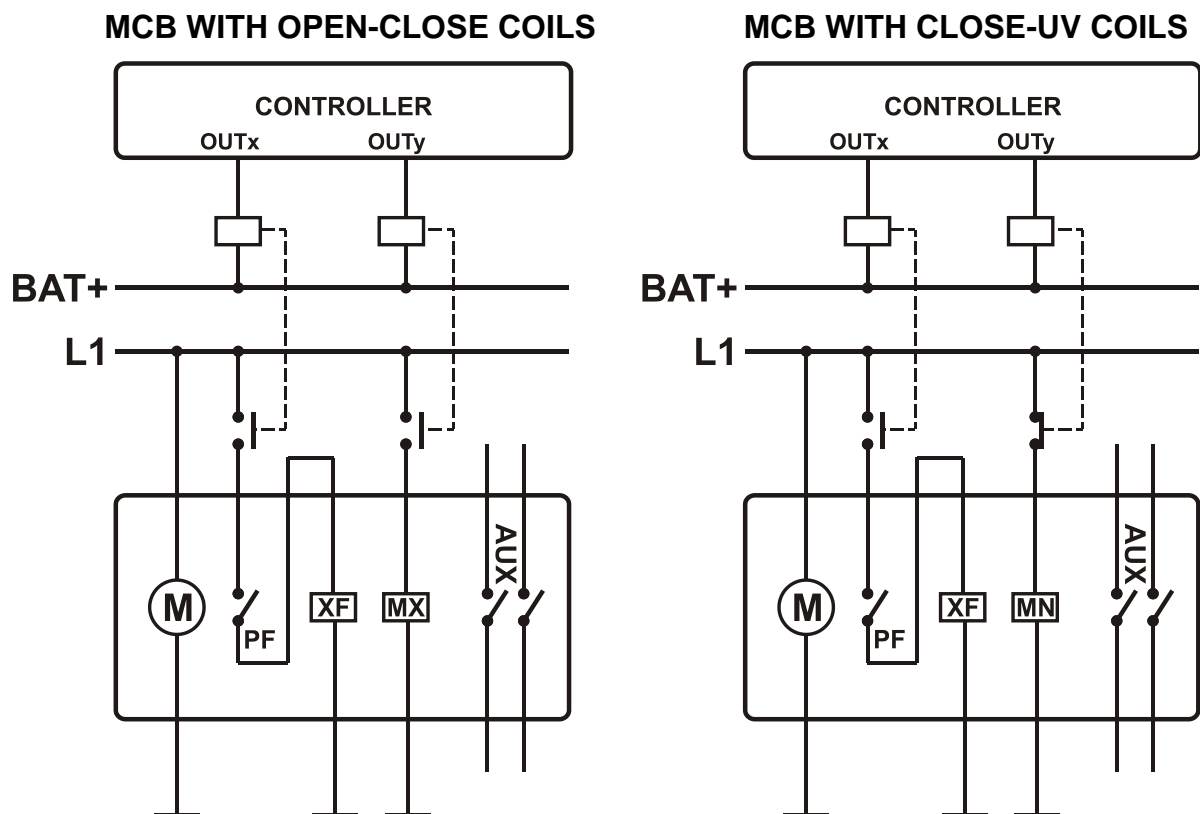 MCB WITH OPEN-CLOSE COILS
CONTROLLER
OUTx OUTy
BAT+
L1
AUX
M
PF
XF
MX
MCB WITH CLOSE-UV COILS
CONTROLLER
OUTx OUTy
BAT+
L1
AUX
M
PF
XF
MN